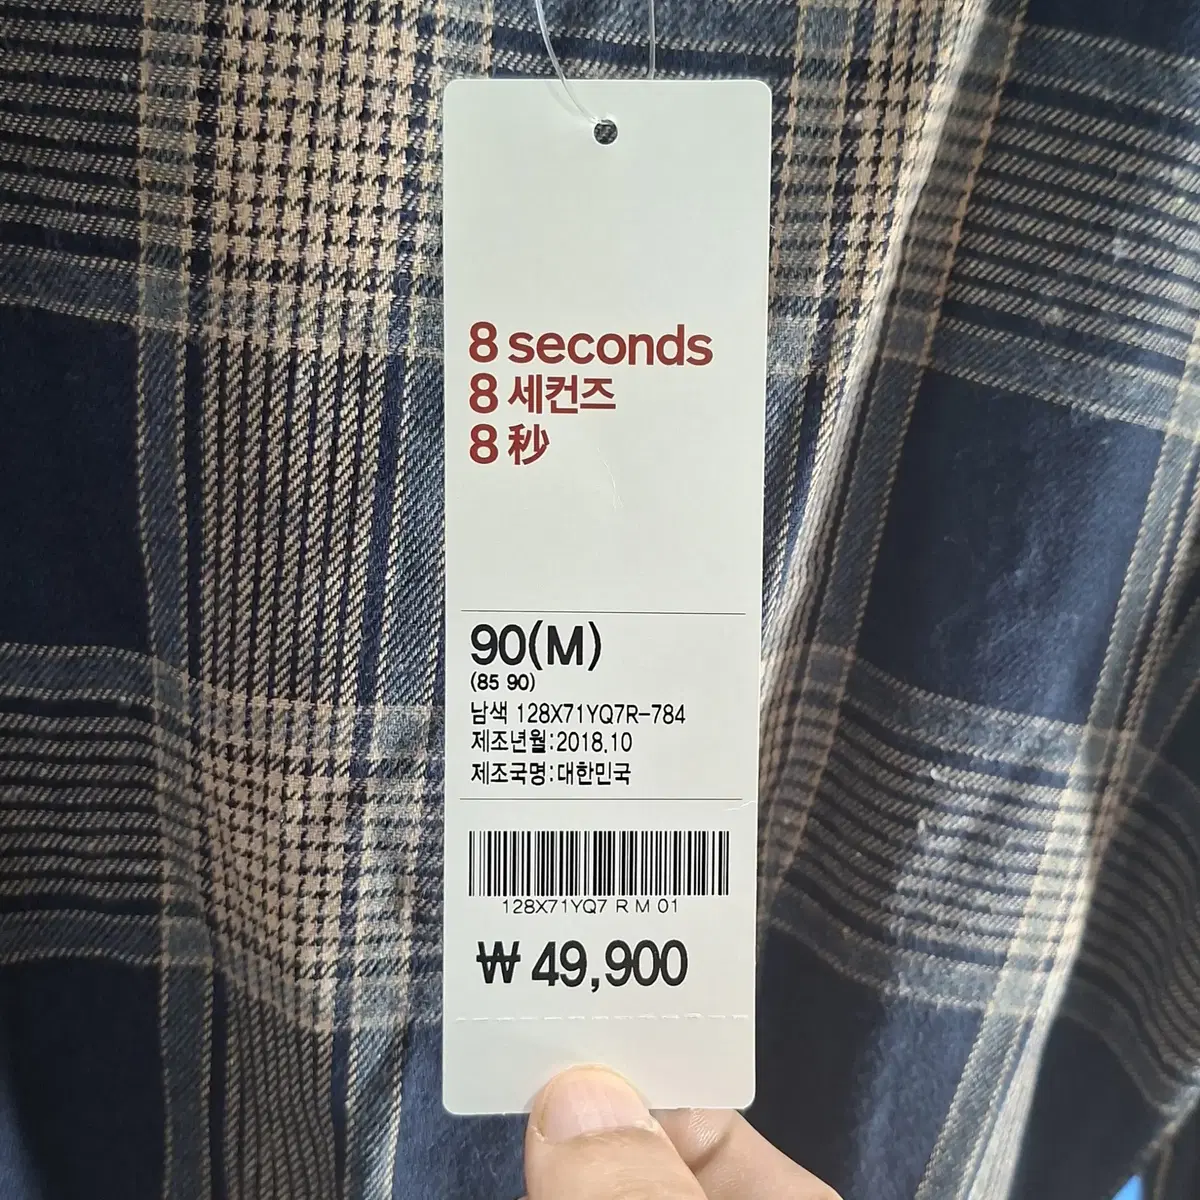 8 seconds
8 세컨즈
8 秒
90(M)
(85 90)
남색 128X71YQ7R-784
제조년월:2018.10
제조국명:대한민국
128X71YQ7 R M 01
₩ 49,900